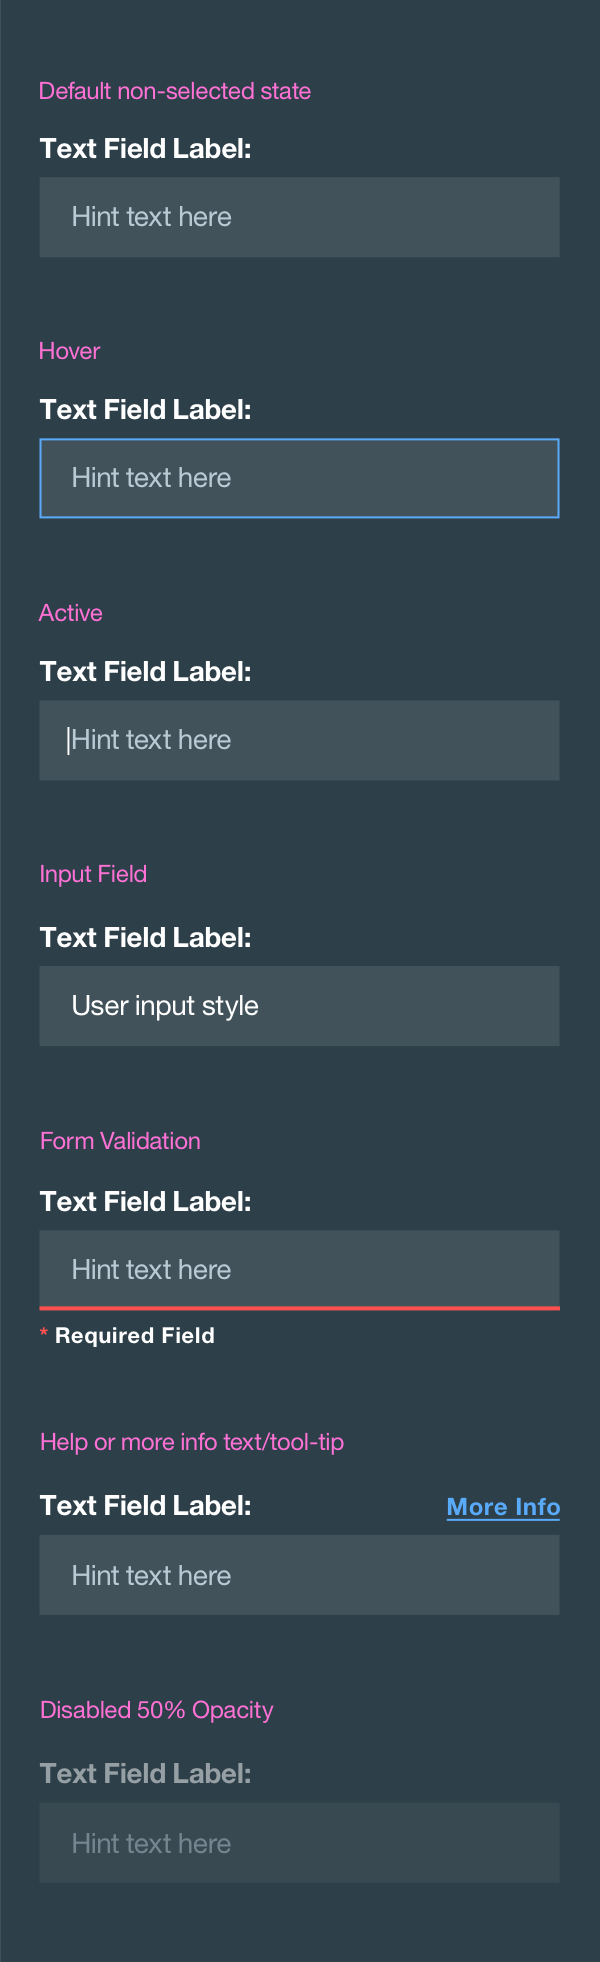 Default non-selected state
Text Field Label:
Hint text here
Hover
Text Field Label:
Hint text here
Active
Text Field Label:
Hint text here
Input Field
Text Field Label:
User input style
Form Validation
Text Field Label:
Hint text here
* Required Field
Help or more info text/tool-tip
Text Field Label: More Info
Hint text here
Disabled 50% Opacity
Text Field Label:
Hint text here